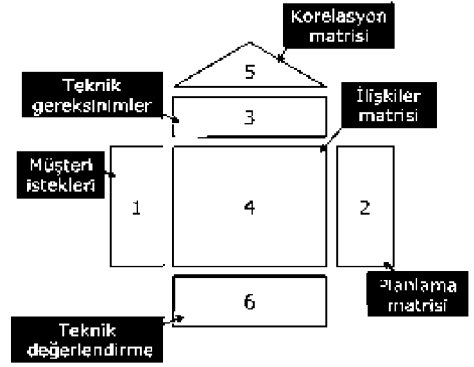 Korelasyon
matrisi
5
Teknik
gereksinimler
İlişkiler
matrisi
3
Müşteri
istekleri
1
4
2
Planlama
matrisi
6
Teknik
değerlendirme